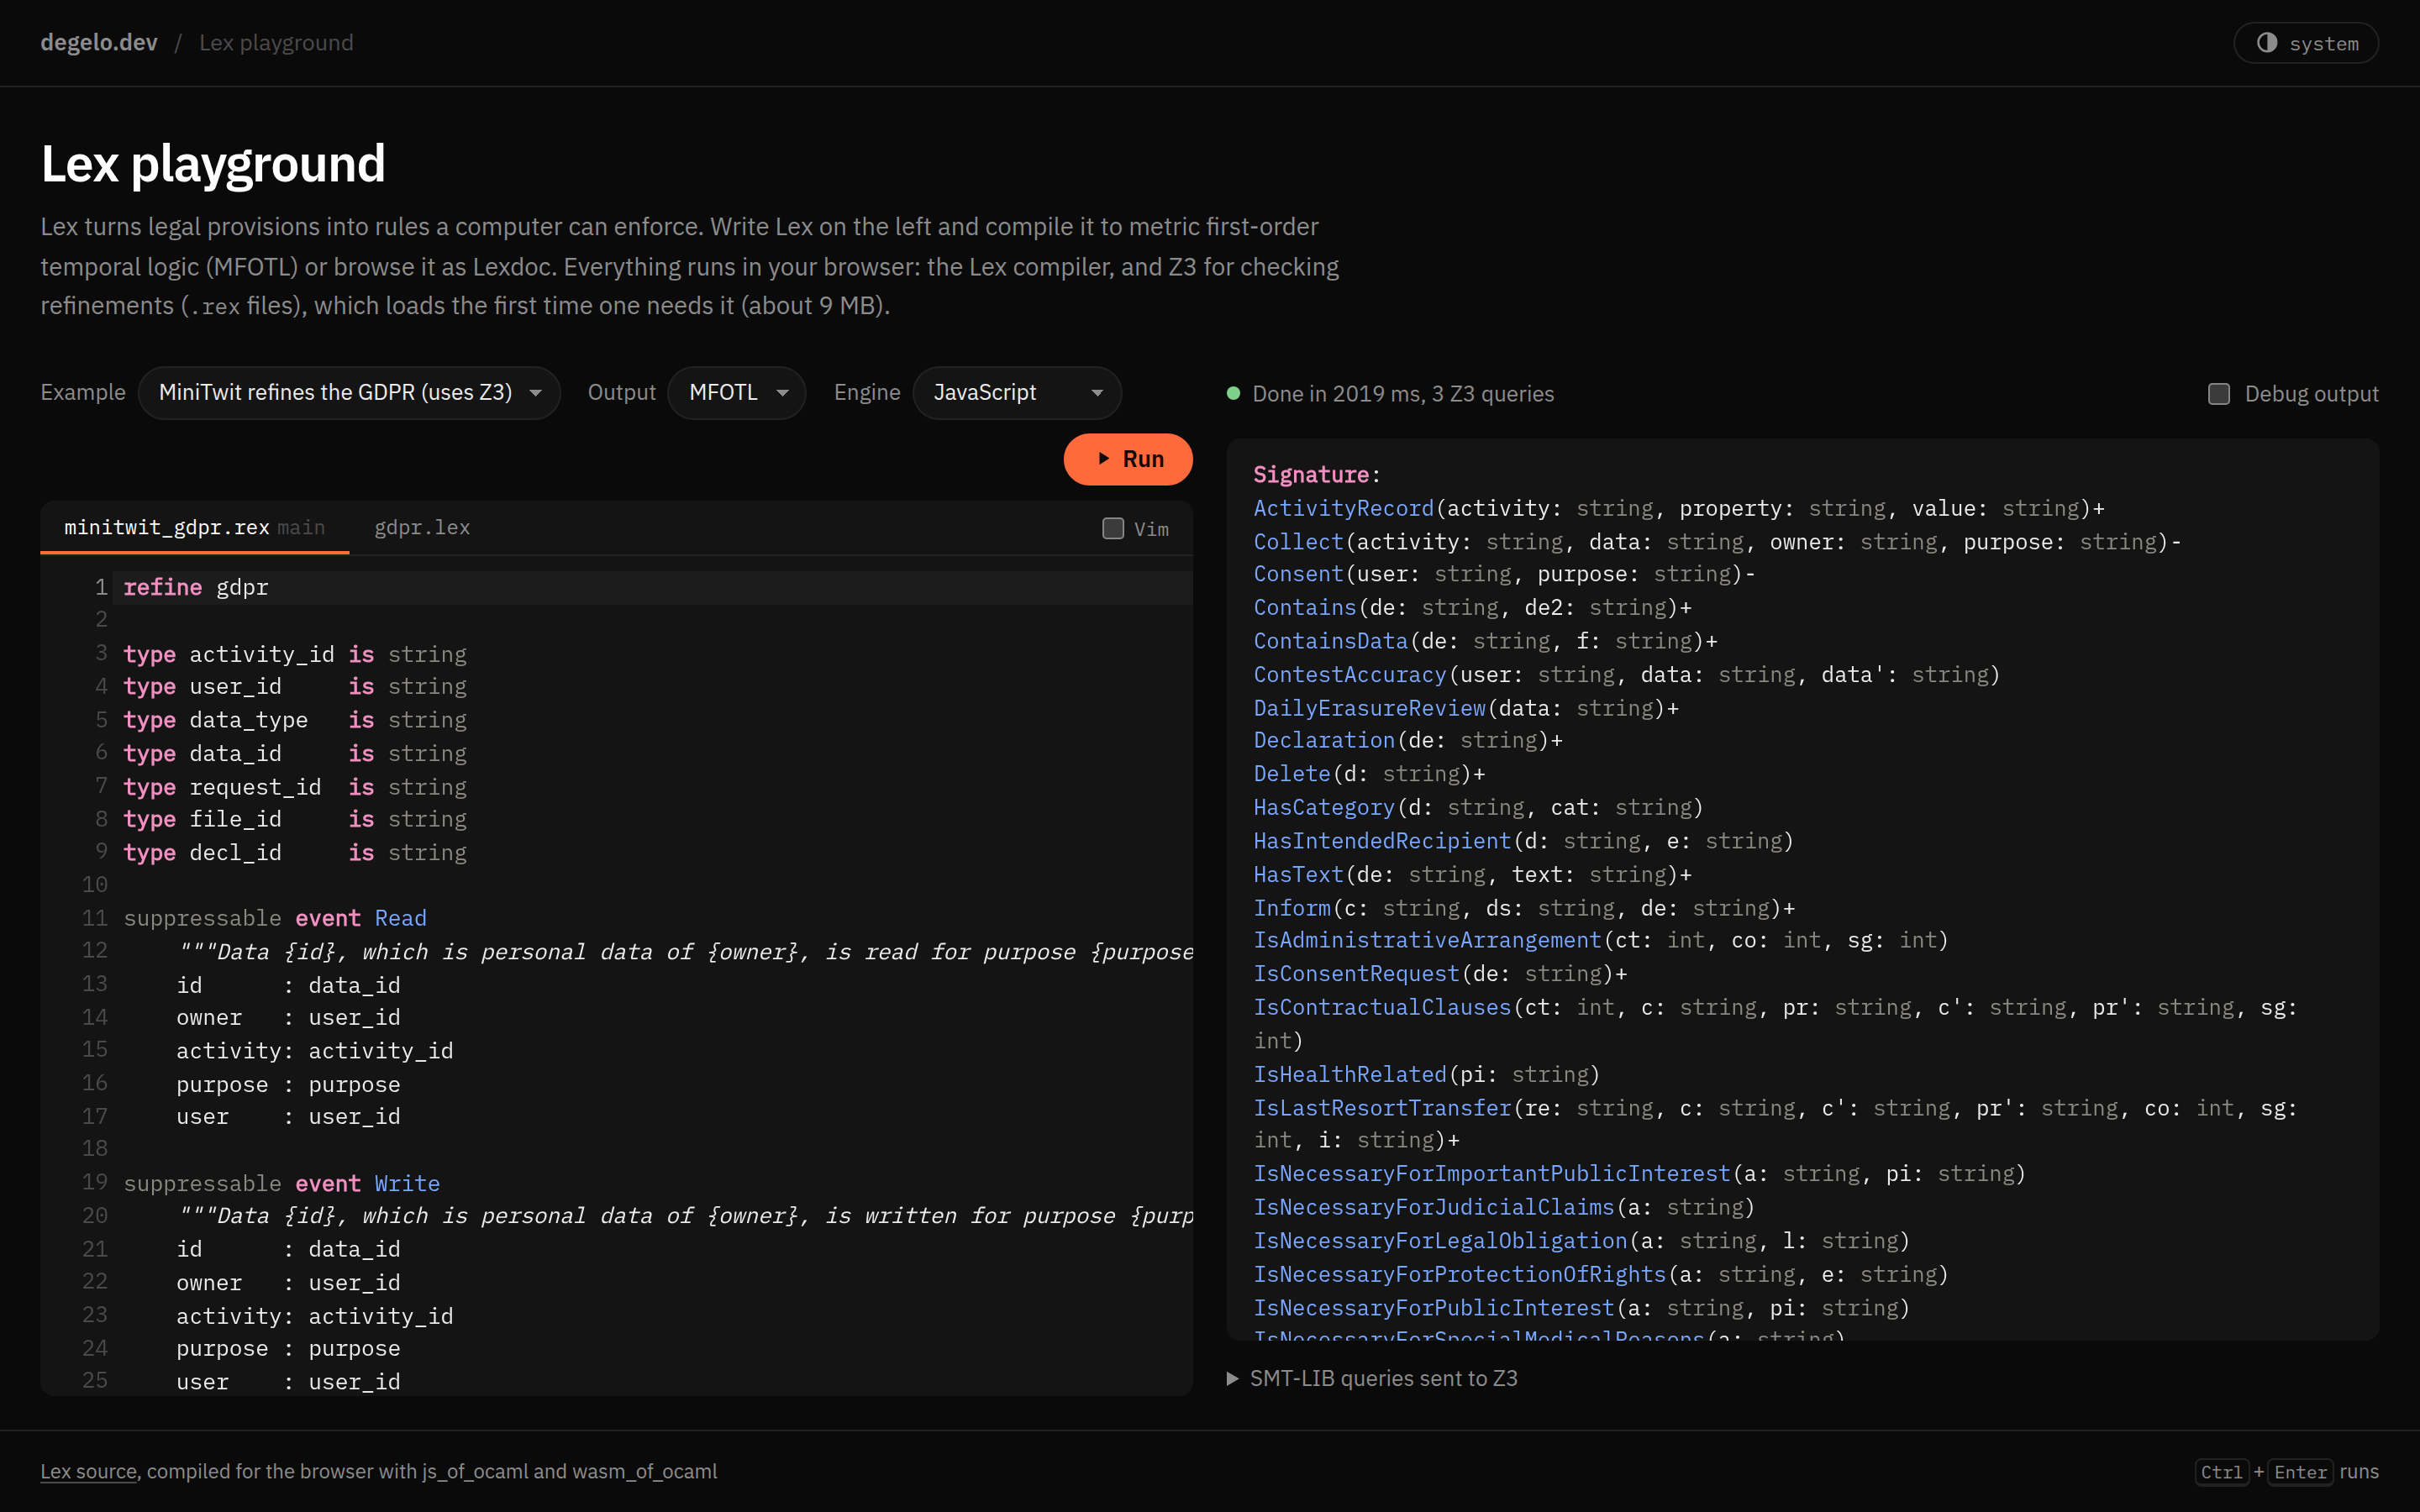 degelo.dev / Lex playground
system
Lex playground
Lex turns legal provisions into rules a computer can enforce. Write Lex on the left and compile it to metric first-order
temporal logic (MFOTL) or browse it as Lexdoc. Everything runs in your browser: the Lex compiler, and Z3 for checking
refinements (.rex files), which loads the first time one needs it (about 9 MB).
Example MiniTwit refines the GDPR (uses Z3) Output MFOTL Engine JavaScript
Run
minitwit_gdpr.rex main gdpr.lex Vim
1 refine gdpr
2
3 type activity_id is string
4 type user_id     is string
5 type data_type   is string
6 type data_id     is string
7 type request_id  is string
8 type file_id     is string
9 type decl_id     is string
10
11 suppressable event Read
12     """Data {id}, which is personal data of {owner}, is read for purpose {purpose
13     id      : data_id
14     owner   : user_id
15     activity: activity_id
16     purpose : purpose
17     user    : user_id
18
19 suppressable event Write
20     """Data {id}, which is personal data of {owner}, is written for purpose {purp
21     id      : data_id
22     owner   : user_id
23     activity: activity_id
24     purpose : purpose
25     user    : user_id
Done in 2019 ms, 3 Z3 queries
Debug output
Signature:
ActivityRecord(activity: string, property: string, value: string)+
Collect(activity: string, data: string, owner: string, purpose: string)-
Consent(user: string, purpose: string)-
Contains(de: string, de2: string)+
ContainsData(de: string, f: string)+
ContestAccuracy(user: string, data: string, data': string)
DailyErasureReview(data: string)+
Declaration(de: string)+
Delete(d: string)+
HasCategory(d: string, cat: string)
HasIntendedRecipient(d: string, e: string)
HasText(de: string, text: string)+
Inform(c: string, ds: string, de: string)+
IsAdministrativeArrangement(ct: int, co: int, sg: int)
IsConsentRequest(de: string)+
IsContractualClauses(ct: int, c: string, pr: string, c': string, pr': string, sg:
int)
IsHealthRelated(pi: string)
IsLastResortTransfer(re: string, c: string, c': string, pr': string, co: int, sg:
int, i: string)+
IsNecessaryForImportantPublicInterest(a: string, pi: string)
IsNecessaryForJudicialClaims(a: string)
IsNecessaryForLegalObligation(a: string, l: string)
IsNecessaryForProtectionOfRights(a: string, e: string)
IsNecessaryForPublicInterest(a: string, pi: string)
IsNecessaryForSpecialMedicalReasons(a: string)
SMT-LIB queries sent to Z3
Lex source, compiled for the browser with js_of_ocaml and wasm_of_ocaml
Ctrl+Enter runs